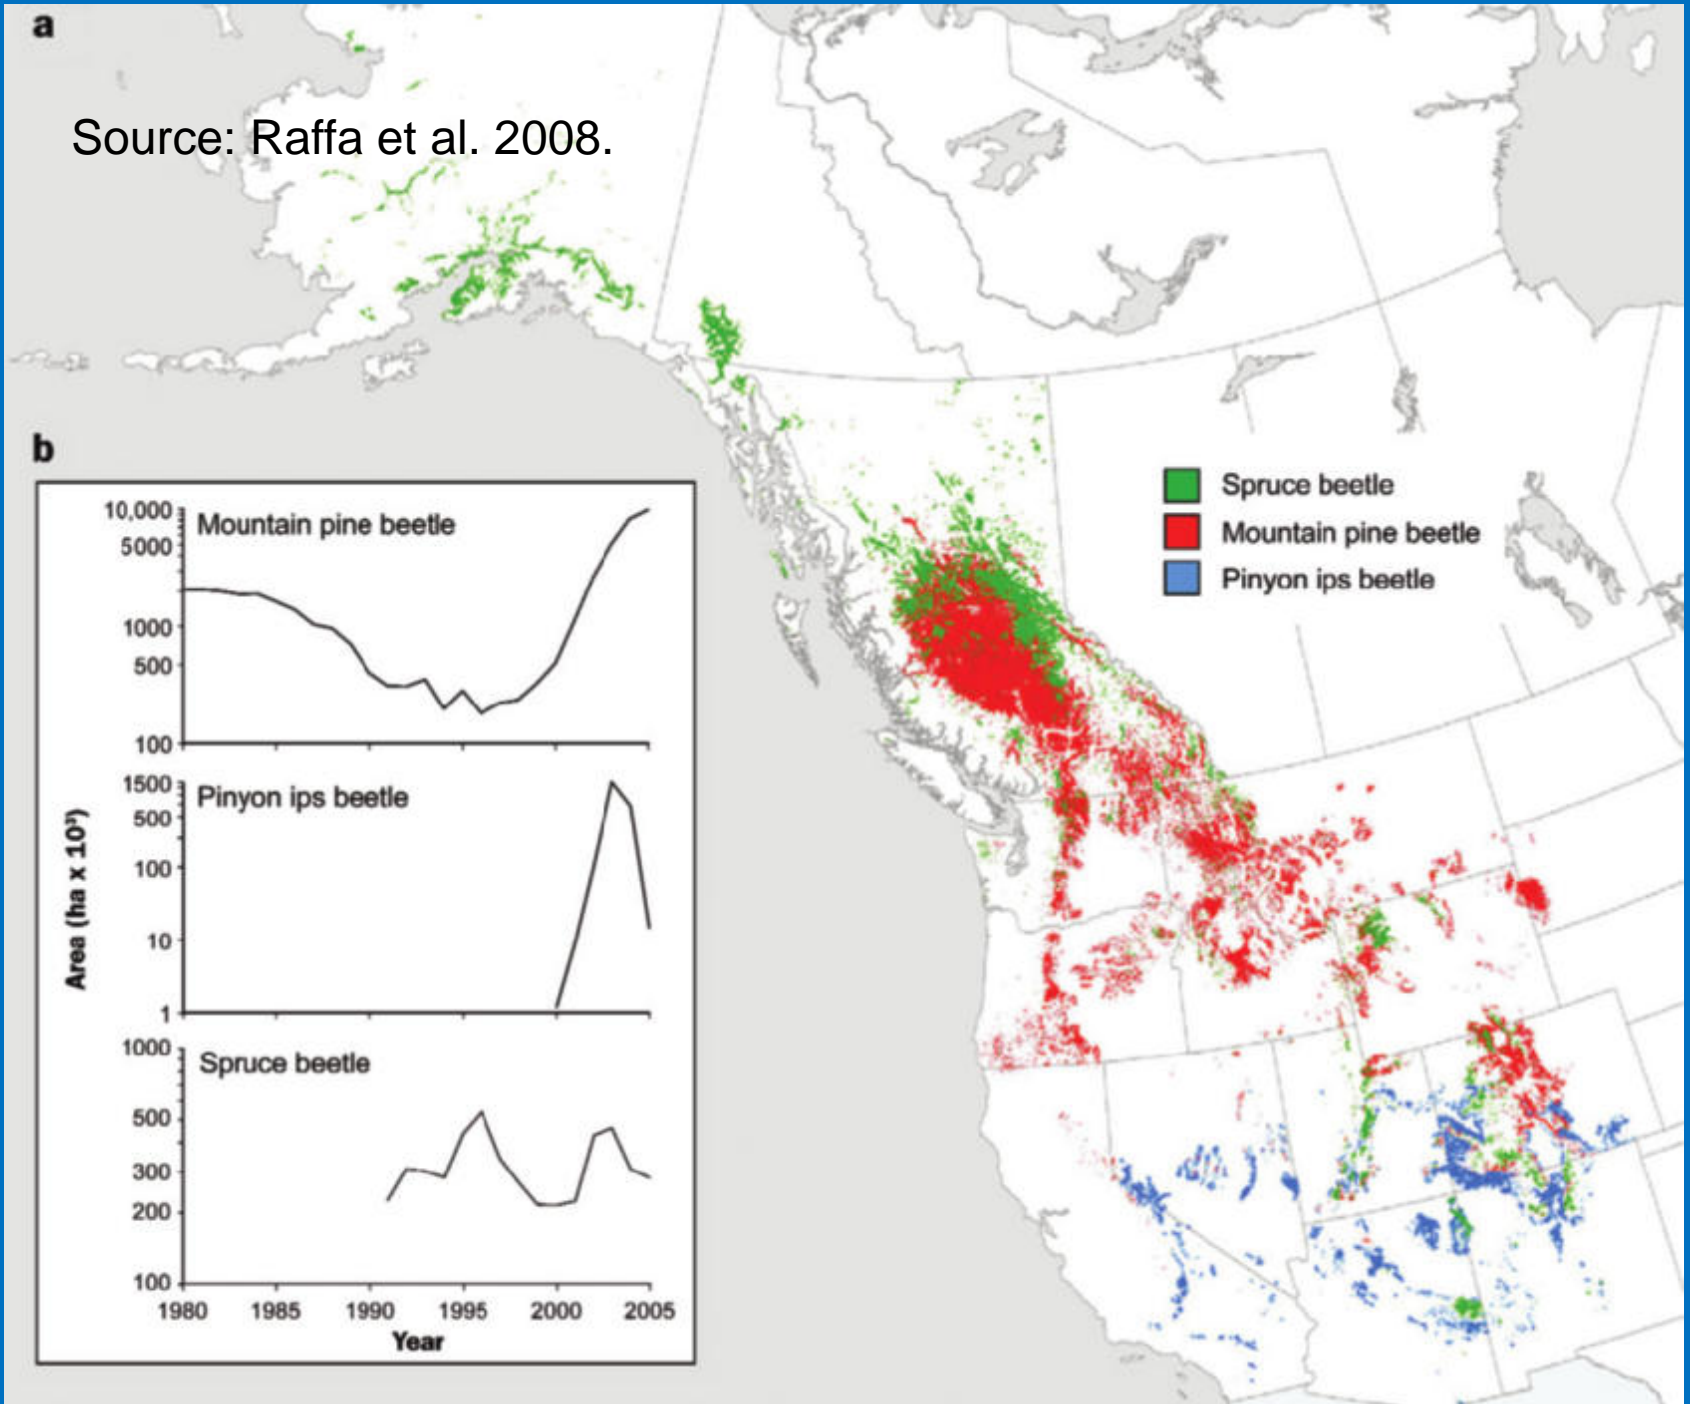 a
Source: Raffa et al. 2008.
b
Spruce beetle
Mountain pine beetle
Pinyon ips beetle
Area (ha x 10³)
Mountain pine beetle
10,000
5000
1000
500
100
Pinyon ips beetle
1500
500
100
10
1
Spruce beetle
1000
500
300
200
100
1980 1985 1990 1995 2000 2005
Year